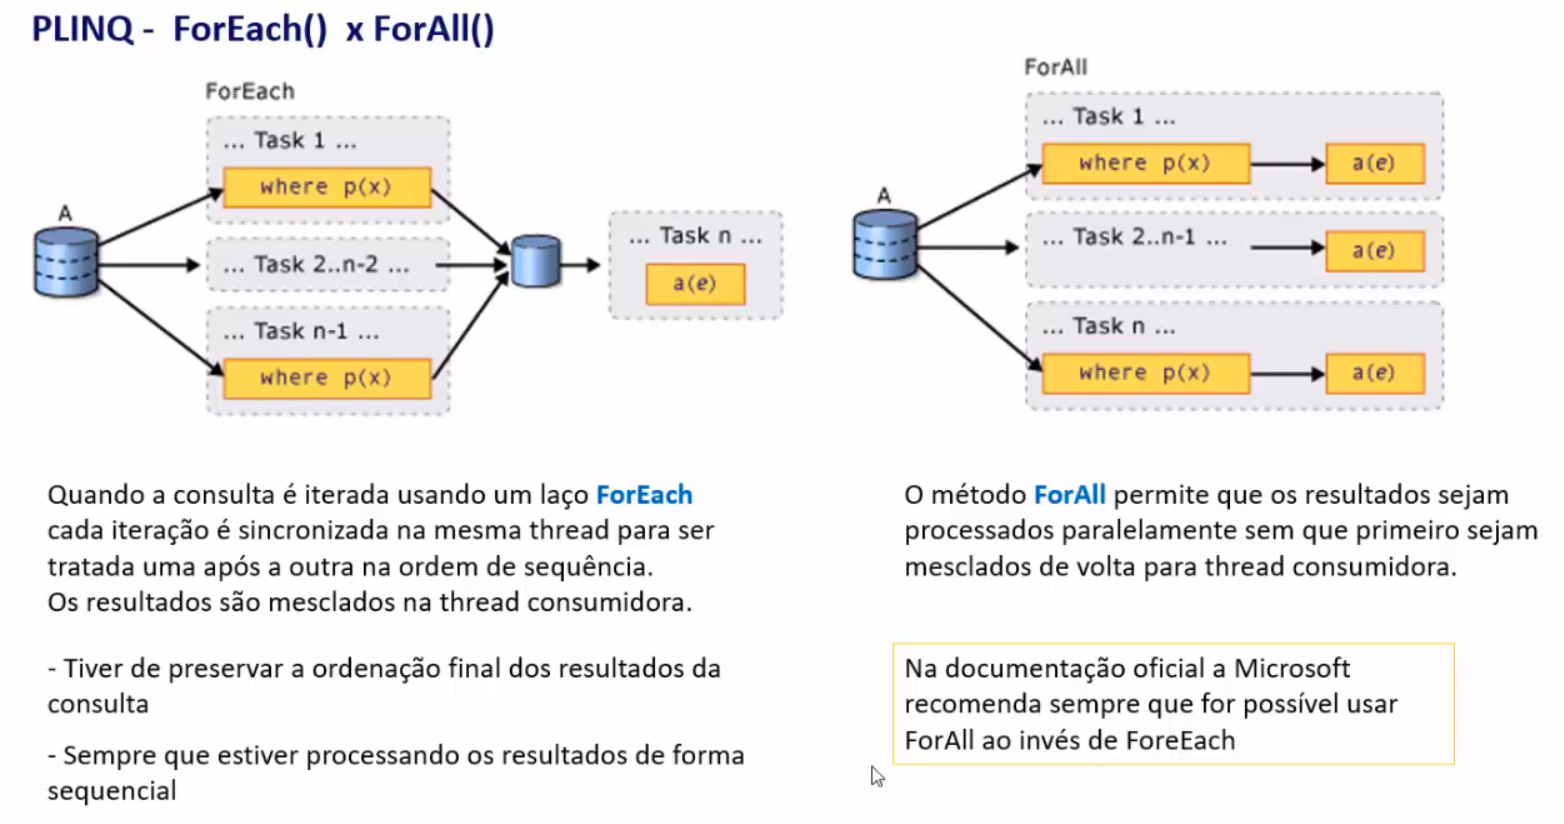 PLINQ - ForEach() x ForAll()
ForEach
... Task 1 ...
where p(x)
A
... Task 2..n-2 ...
... Task n-1 ...
where p(x)
... Task n ...
a(e)
Quando a consulta é iterada usando um laço ForEach
cada iteração é sincronizada na mesma thread para ser
tratada uma após a outra na ordem de sequência.
Os resultados são mesclados na thread consumidora.
- Tiver de preservar a ordenação final dos resultados da
consulta
- Sempre que estiver processando os resultados de forma
sequencial
ForAll
... Task 1 ...
where p(x)
a(e)
A
... Task 2..n-1 ...
a(e)
... Task n ...
where p(x)
a(e)
O método ForAll permite que os resultados sejam
processados paralelamente sem que primeiro sejam
mesclados de volta para thread consumidora.
Na documentação oficial a Microsoft
recomenda sempre que for possível usar
ForAll ao invés de ForeEach